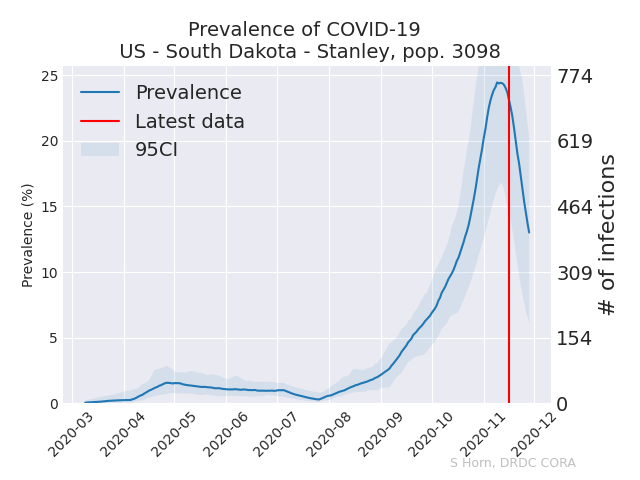 Prevalence of COVID-19
US - South Dakota - Stanley, pop. 3098
Prevalence
Latest data
95CI
Prevalence (%)
25
20
15
10
5
0
774
619
464
309
154
0
# of infections
2020-03
2020-04
2020-05
2020-06
2020-07
2020-08
2020-09
2020-10
2020-11
2020-12
S Horn, DRDC CORA